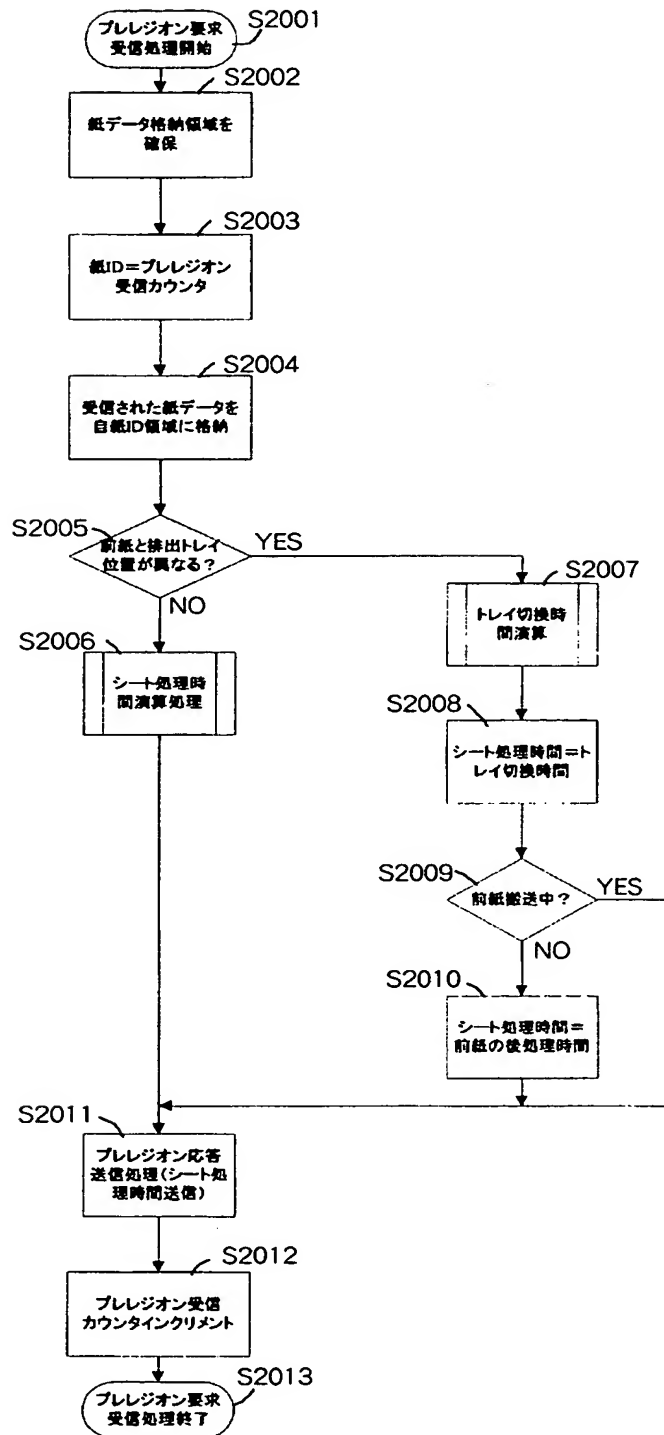 プレレジオン要求
受信処理開始
S2001
S2002
紙データ格納領域を
確保
S2003
紙ID=プレレジオン
受信カウンタ
S2004
受信された紙データを
自紙ID領域に格納
S2005
前紙と排出トレイ
位置が異なる?
YES
NO
S2006
シート処理時
間演算処理
S2007
トレイ切換時
間演算
S2008
シート処理時間=ト
レイ切換時間
S2009
前紙搬送中?
YES
NO
S2010
シート処理時間=
前紙の後処理時間
S2011
プレレジオン応答
送信処理(シート処
理時間送信)
S2012
プレレジオン受信
カウンタインクリメント
S2013
プレレジオン要求
受信処理終了